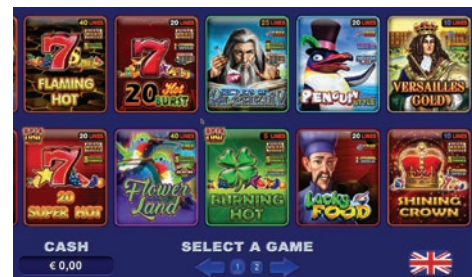 40 LINES
FLAMING
HOT
20 LINES
20 Hot
BURST
25 LINES
20 LINES
PENGUIN
STYLE
10 LINES
VERSAILLES
GOLD
20 LINES
20
SUPER HOT
40 LINES
Flower
Land
5 LINES
BURNING
HOT
20 LINES
Lucky
FOOD
10 LINES
SHINING
CROWN
CASH
€ 0,00
SELECT A GAME
1 2